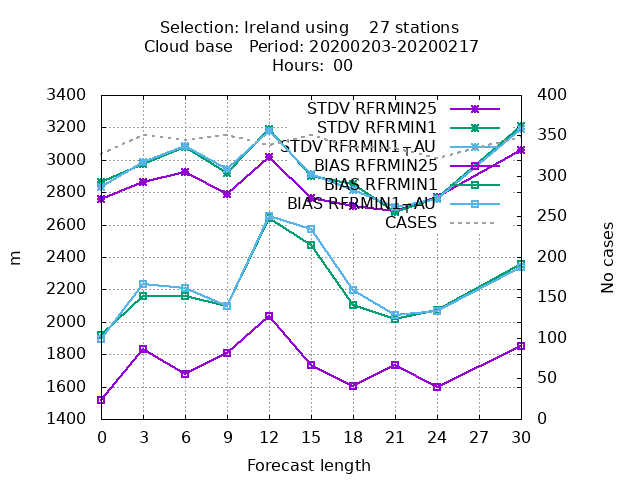 Selection: Ireland using    27 stations
Cloud base   Period: 20200203-20200217
Hours:  00
3400
3200
3000
2800
2600
2400
2200
2000
1800
1600
1400
m
400
350
300
250
200
150
100
50
0
No cases
STDV RFRMIN25
STDV RFRMIN1
STDV RFRMIN1_AU
BIAS RFRMIN25
BIAS RFRMIN1
BIAS RFRMIN1_AU
CASES
0 3 6 9 12 15 18 21 24 27 30
Forecast length